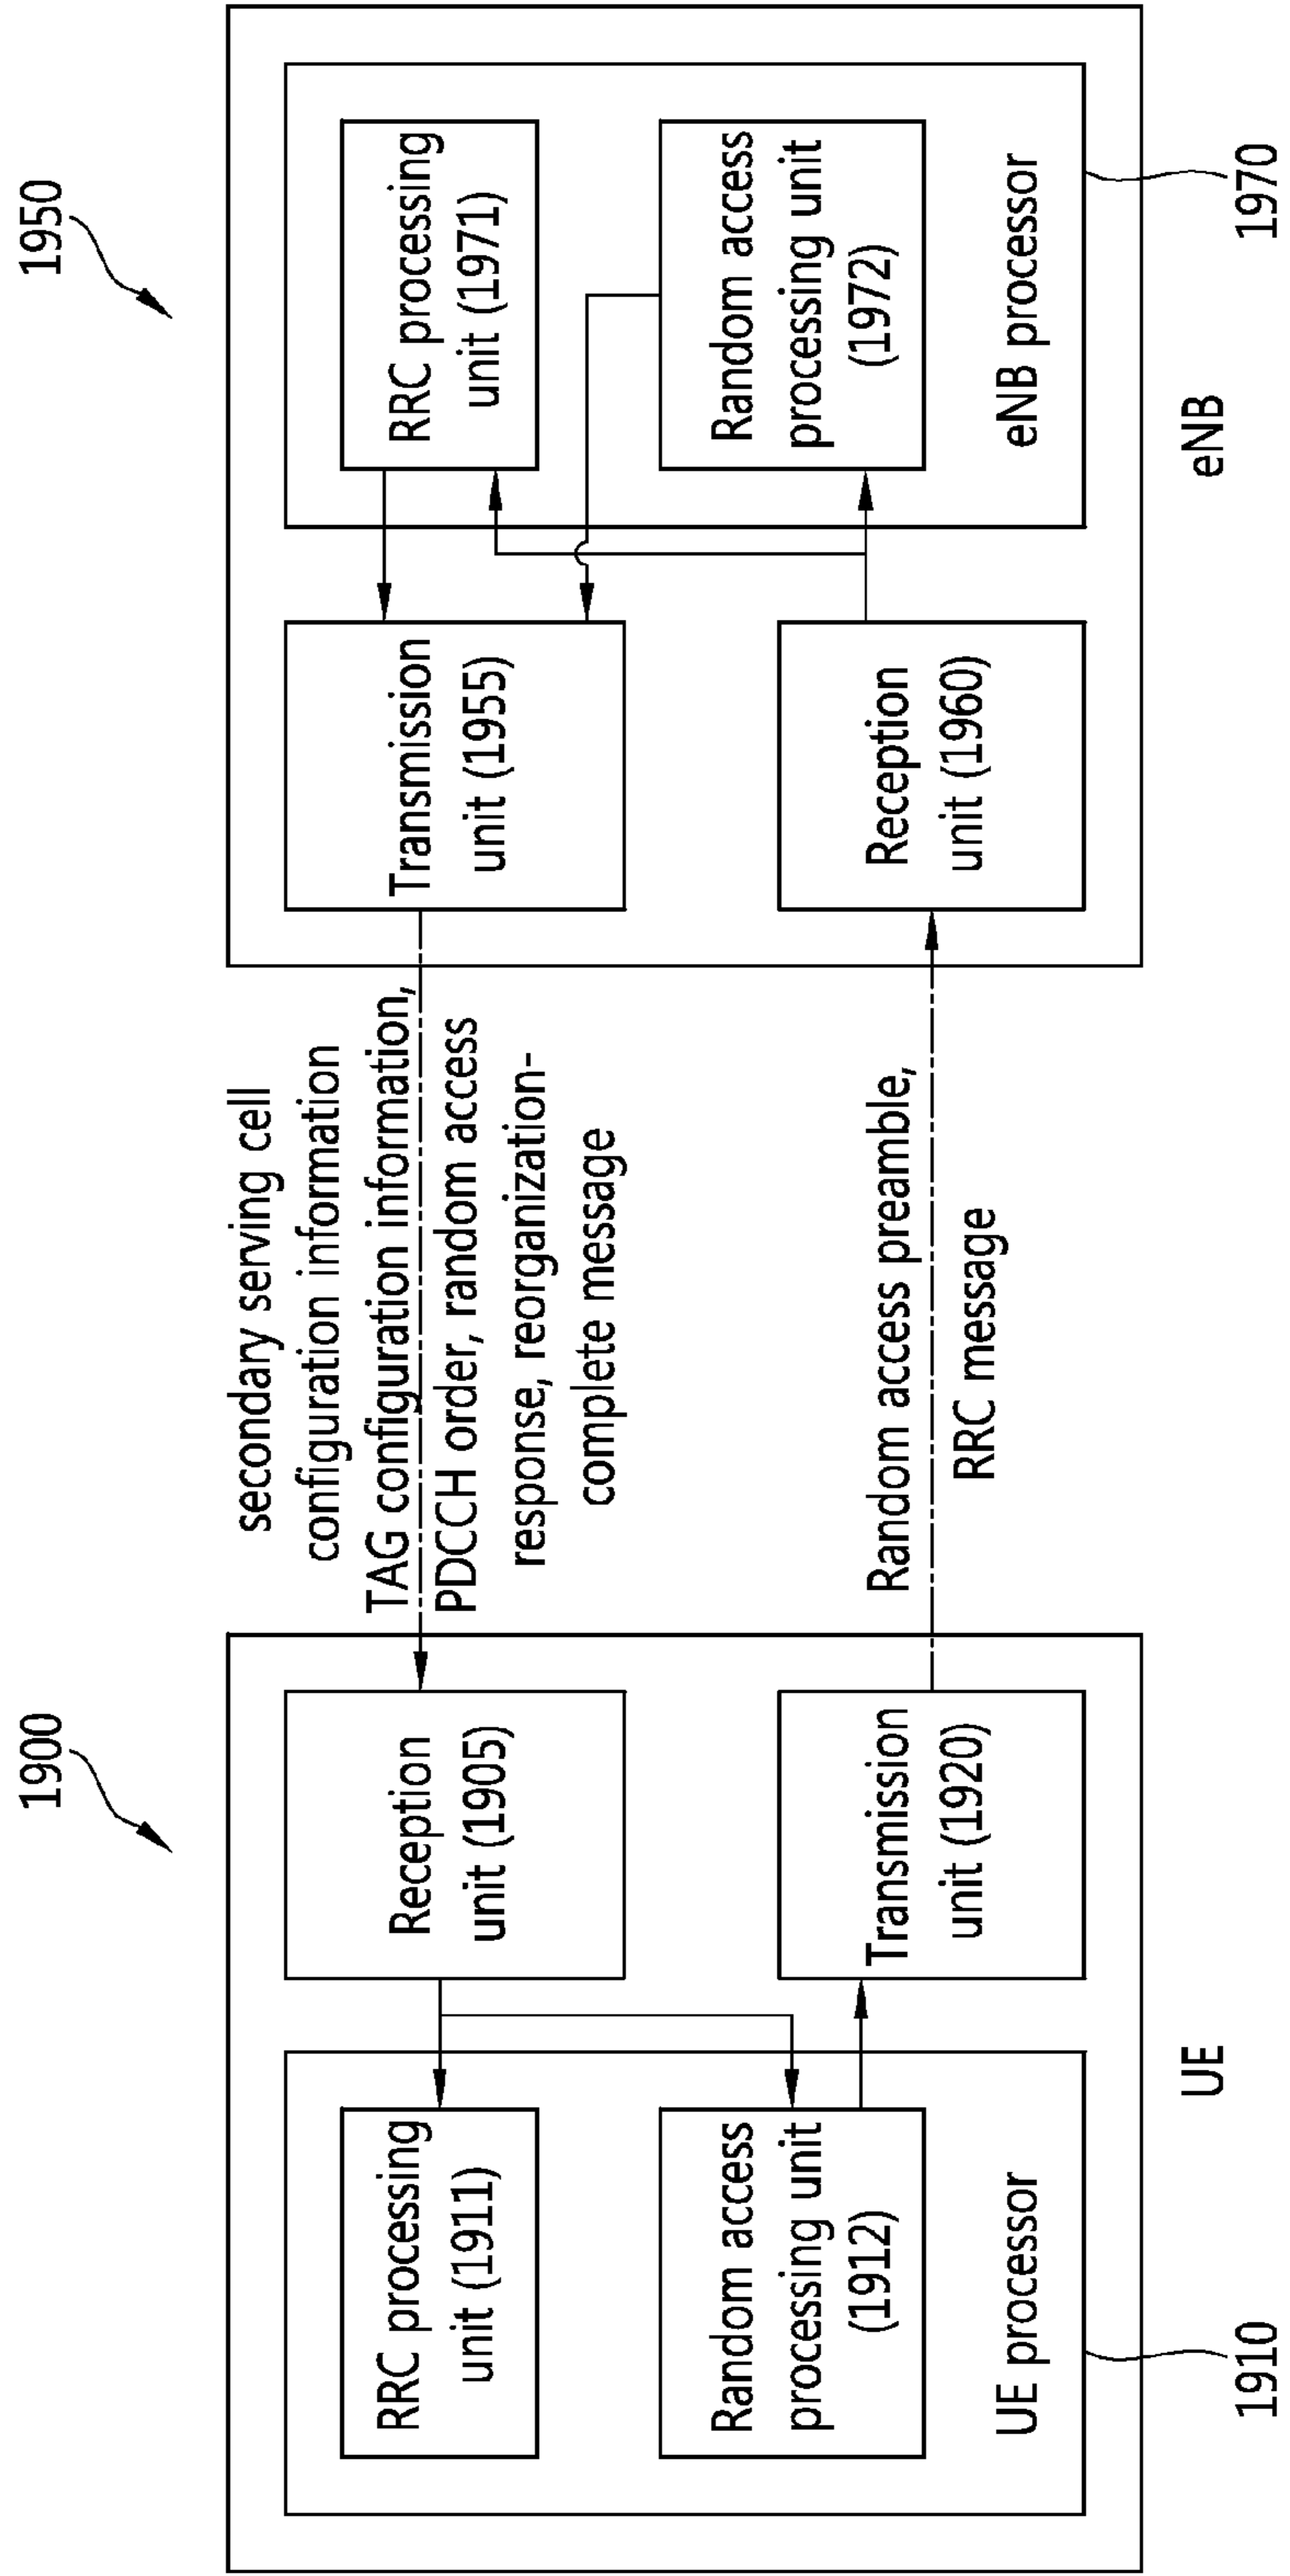 1900
1950
RRC processing
unit (1911)
Random access
processing unit
(1912)
UE processor
Reception
unit (1905)
Transmission
unit (1920)
UE
1910
secondary serving cell
configuration information
TAG configuration information,
PDCCH order, random access
response, reorganization-
complete message
Random access preamble,
RRC message
Transmission
unit (1955)
Reception
unit (1960)
RRC processing
unit (1971)
Random access
processing unit
(1972)
eNB processor
eNB
1970